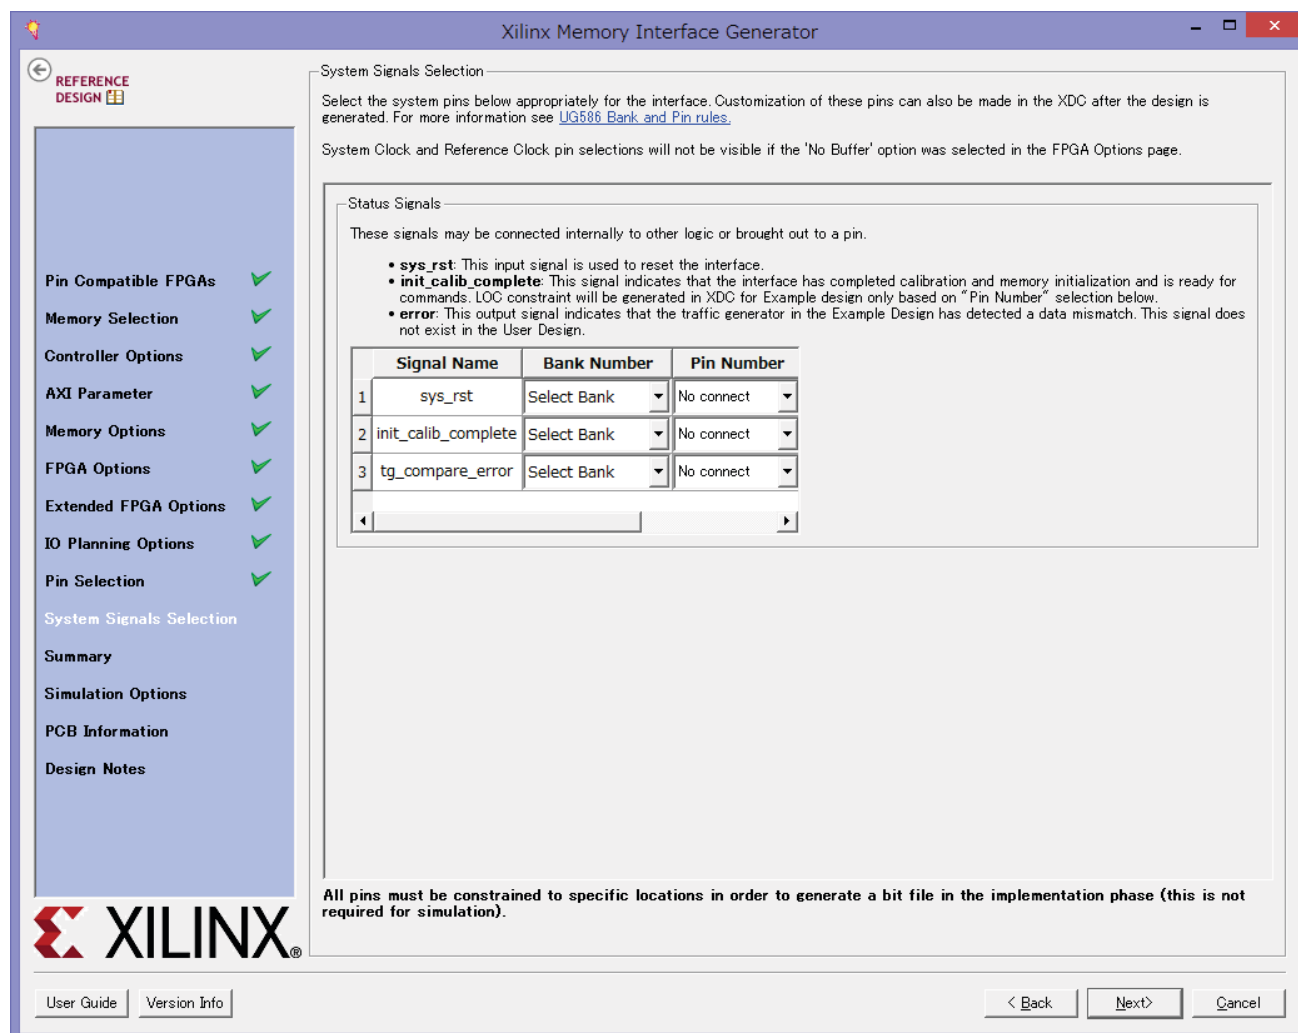 Xilinx Memory Interface Generator
REFERENCE
DESIGN
Pin Compatible FPGAs
Memory Selection
Controller Options
AXI Parameter
Memory Options
FPGA Options
Extended FPGA Options
IO Planning Options
Pin Selection
System Signals Selection
Summary
Simulation Options
PCB Information
Design Notes
XILINX®
System Signals Selection
Select the system pins below appropriately for the interface. Customization of these pins can also be made in the XDC after the design is
generated. For more information see UG586 Bank and Pin rules.
System Clock and Reference Clock pin selections will not be visible if the 'No Buffer' option was selected in the FPGA Options page.
Status Signals
These signals may be connected internally to other logic or brought out to a pin.
• sys_rst: This input signal is used to reset the interface.
• init_calib_complete: This signal indicates that the interface has completed calibration and memory initialization and is ready for
commands. LOC constraint will be generated in XDC for Example design only based on "Pin Number" selection below.
• error: This output signal indicates that the traffic generator in the Example Design has detected a data mismatch. This signal does
not exist in the User Design.
Signal Name Bank Number Pin Number
1 sys_rst Select Bank No connect
2 init_calib_complete Select Bank No connect
3 tg_compare_error Select Bank No connect
All pins must be constrained to specific locations in order to generate a bit file in the implementation phase (this is not
required for simulation).
User Guide Version Info < Back Next> Cancel